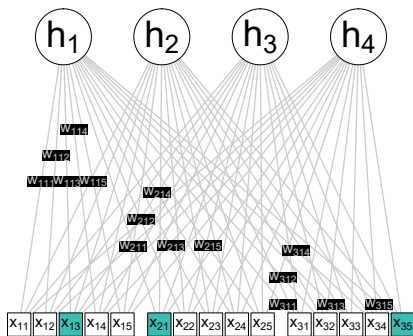 h₁ h₂ h₃ h₄
w₁₁₄
w₁₁₂
w₁₁₁ w₁₁₃ w₁₁₅
w₂₁₄
w₂₁₂
w₂₁₁ w₂₁₃ w₂₁₅
w₃₁₄
w₃₁₂
w₃₁₁ w₃₁₃ w₃₁₅
x₁₁ x₁₂ x₁₃ x₁₄ x₁₅ x₂₁ x₂₂ x₂₃ x₂₄ x₂₅ x₃₁ x₃₂ x₃₃ x₃₄ x₃₅